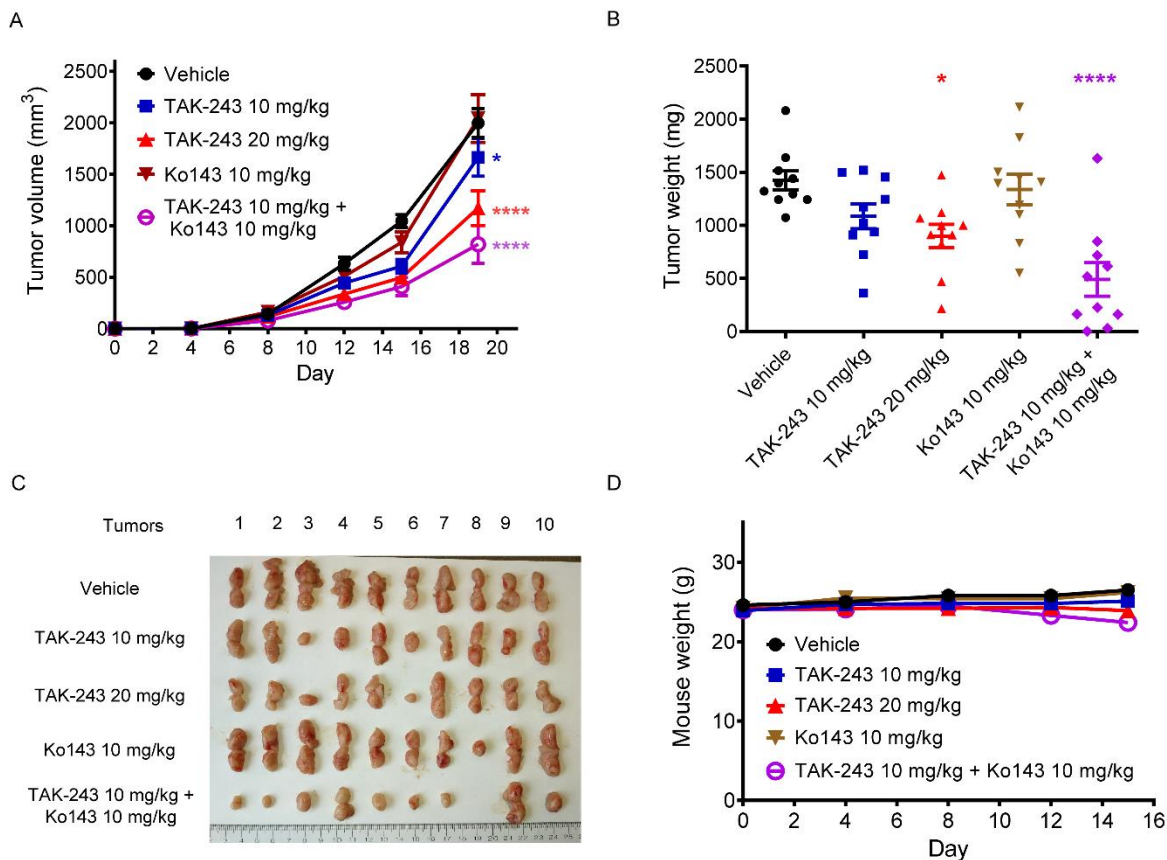 A
Tumor volume (mm³)
2500
2000
1500
1000
500
0
0 2 4 6 8 10 12 14 16 18 20
Day
Vehicle
TAK-243 10 mg/kg
TAK-243 20 mg/kg
Ko143 10 mg/kg
TAK-243 10 mg/kg +
Ko143 10 mg/kg
*
****
****
B
Tumor weight (mg)
2500
2000
1500
1000
500
0
*
****
Vehicle
TAK-243 10 mg/kg
TAK-243 20 mg/kg
Ko143 10 mg/kg
TAK-243 10 mg/kg +
Ko143 10 mg/kg
C
Tumors 1 2 3 4 5 6 7 8 9 10
Vehicle
TAK-243 10 mg/kg
TAK-243 20 mg/kg
Ko143 10 mg/kg
TAK-243 10 mg/kg +
Ko143 10 mg/kg
D
Mouse weight (g)
30
20
10
0
0 4 8 12 14 16
Day
Vehicle
TAK-243 10 mg/kg
TAK-243 20 mg/kg
Ko143 10 mg/kg
TAK-243 10 mg/kg + Ko143 10 mg/kg